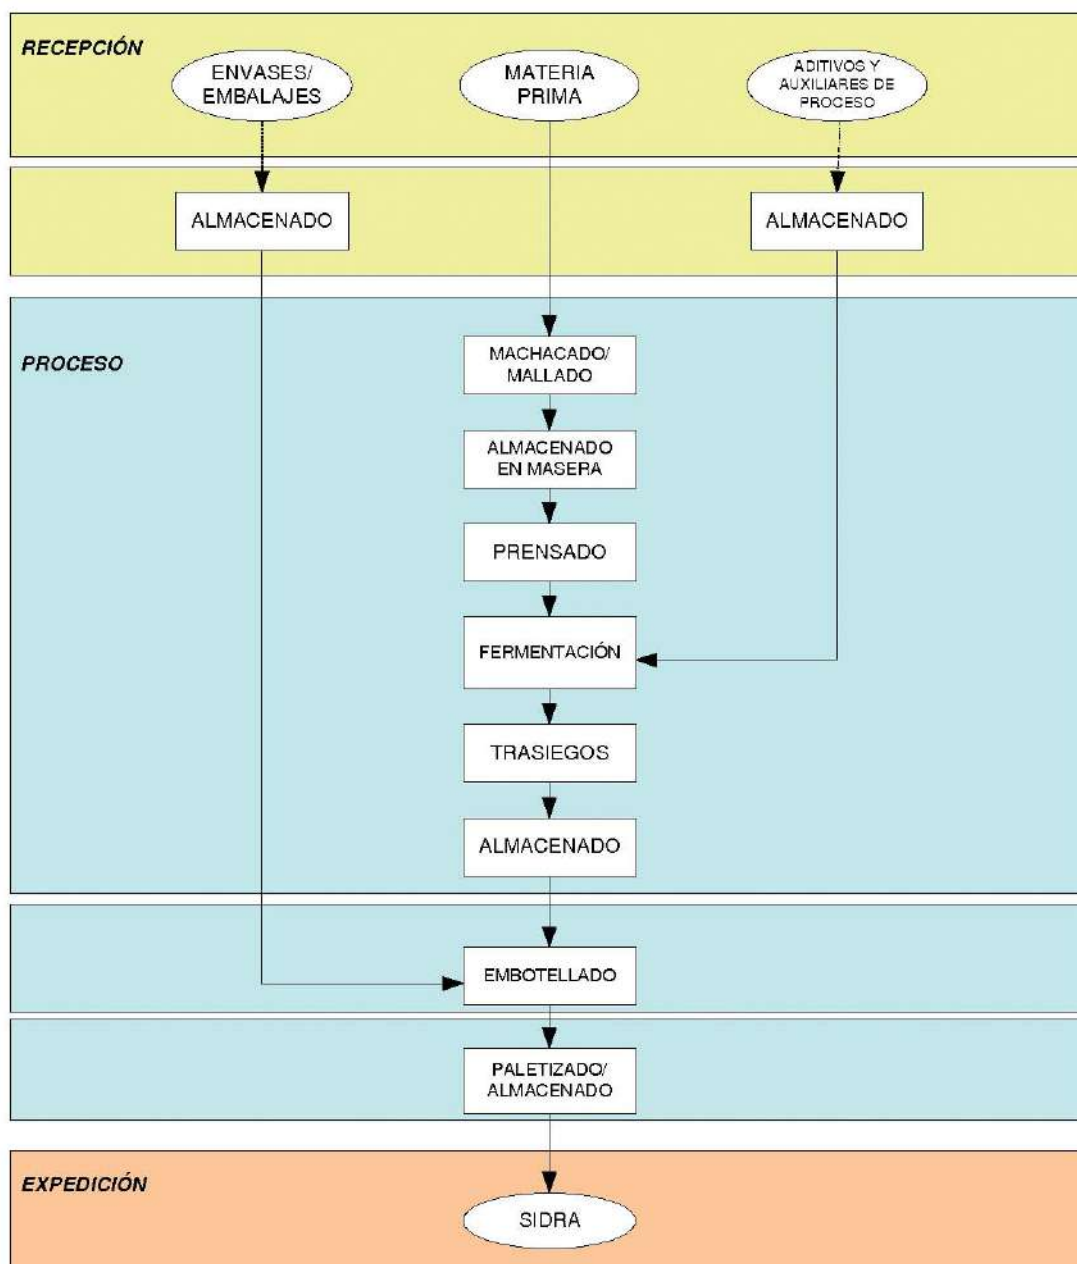 RECEPCIÓN
ENVASES/
EMBALAJES
MATERIA
PRIMA
ADITIVOS Y
AUXILIARES DE
PROCESO
ALMACENADO
ALMACENADO
PROCESO
MACHACADO/
MALLADO
ALMACENADO
EN MASERA
PRENSADO
FERMENTACIÓN
TRASIEGOS
ALMACENADO
EMBOTELLADO
PALETIZADO/
ALMACENADO
EXPEDICIÓN
SIDRA